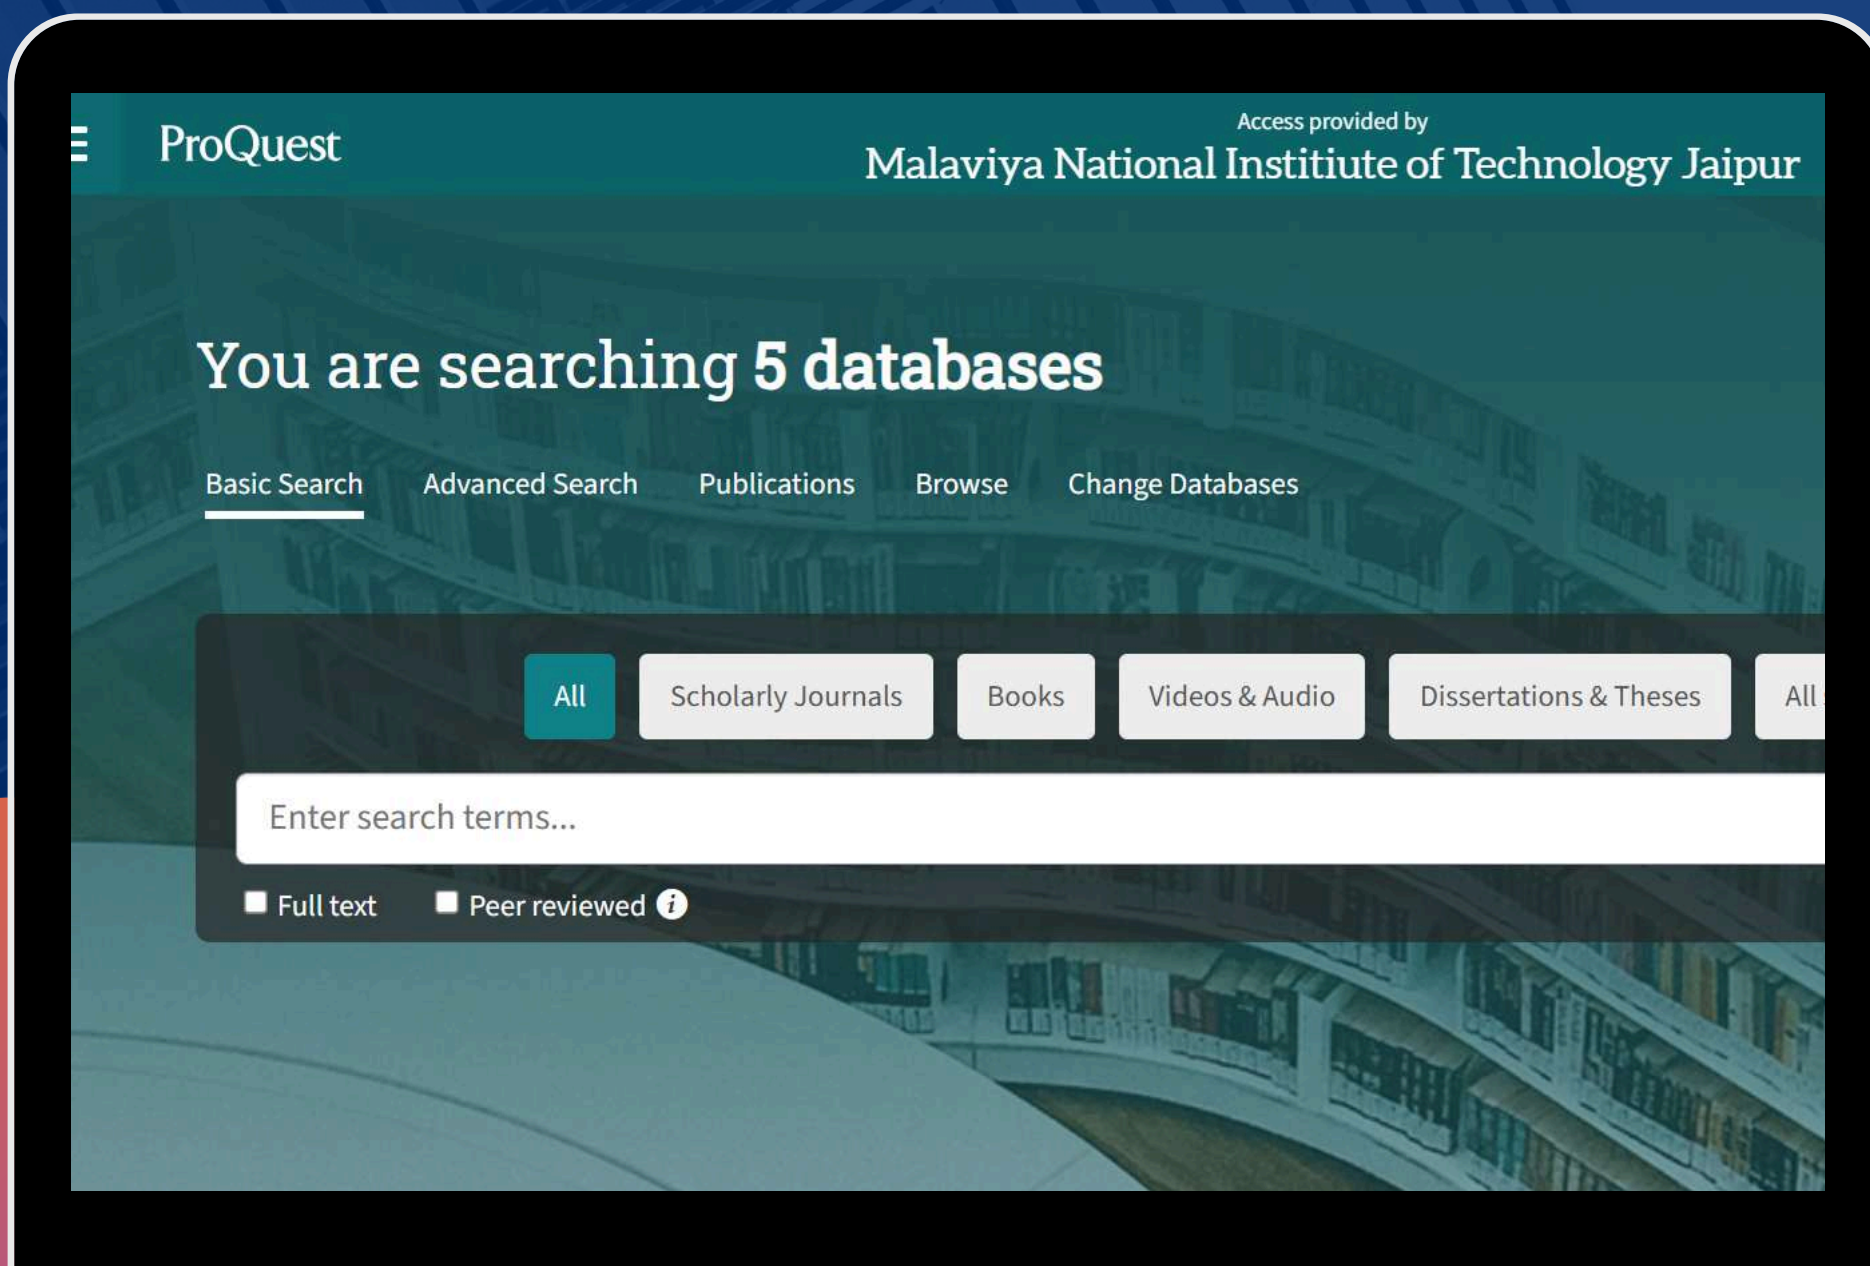 ProQuest
Access provided by
Malaviya National Institiute of Technology Jaipur
You are searching 5 databases
Basic Search Advanced Search Publications Browse Change Databases
All Scholarly Journals Books Videos & Audio Dissertations & Theses All
Enter search terms...
Full text Peer reviewed i